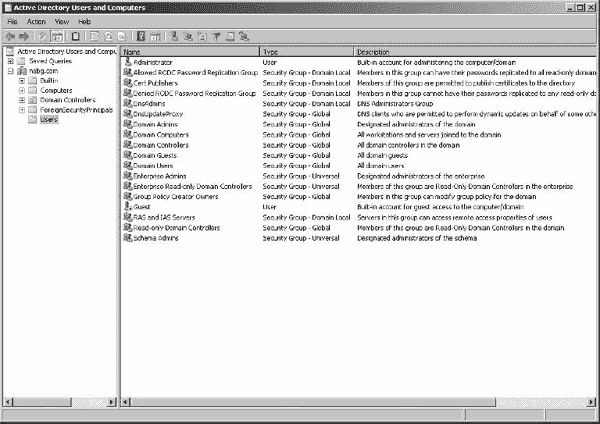 Active Directory Users and Computers
File Action View Help
Active Directory Users and Compu
Saved Queries
nabg.com
Builtin
Computers
Domain Controllers
ForeignSecurityPrincipals
Users
Name Type Description
Administrator User Built-in account for administering the computer/domain
Allowed RODC Password Replication Group Security Group - Domain Local Members in this group can have their passwords replicated to all read-only domain
Cert Publishers Security Group - Domain Local Members of this group are permitted to publish certificates to the directory
Denied RODC Password Replication Group Security Group - Domain Local Members in this group cannot have their passwords replicated to any read-only do
DnsAdmins Security Group - Domain Local DNS Administrators Group
DnsUpdateProxy Security Group - Global DNS clients who are permitted to perform dynamic updates on behalf of some othe
Domain Admins Security Group - Global Designated administrators of the domain
Domain Computers Security Group - Global All workstations and servers joined to the domain
Domain Controllers Security Group - Global All domain controllers in the domain
Domain Guests Security Group - Global All domain guests
Domain Users Security Group - Global All domain users
Enterprise Admins Security Group - Universal Designated administrators of the enterprise
Enterprise Read-only Domain Controllers Security Group - Universal Members of this group are Read-Only Domain Controllers in the enterprise
Group Policy Creator Owners Security Group - Global Members in this group can modify group policy for the domain
Guest User Built-in account for guest access to the computer/domain
RAS and IAS Servers Security Group - Domain Local Servers in this group can access remote access properties of users
Read-only Domain Controllers Security Group - Global Members of this group are Read-Only Domain Controllers in the domain
Schema Admins Security Group - Universal Designated administrators of the schema